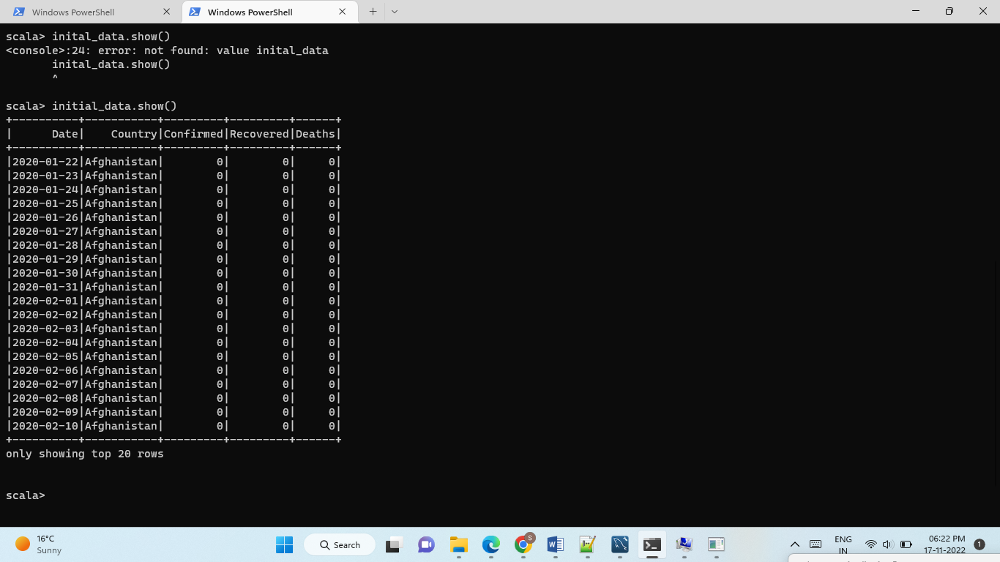 Windows PowerShell
Windows PowerShell
scala> inital_data.show()
<console>:24: error: not found: value inital_data
       inital_data.show()
       ^
scala> initial_data.show()
+----------+-----------+---------+---------+------+
|      Date|    Country|Confirmed|Recovered|Deaths|
+----------+-----------+---------+---------+------+
|2020-01-22|Afghanistan|        0|        0|     0|
|2020-01-23|Afghanistan|        0|        0|     0|
|2020-01-24|Afghanistan|        0|        0|     0|
|2020-01-25|Afghanistan|        0|        0|     0|
|2020-01-26|Afghanistan|        0|        0|     0|
|2020-01-27|Afghanistan|        0|        0|     0|
|2020-01-28|Afghanistan|        0|        0|     0|
|2020-01-29|Afghanistan|        0|        0|     0|
|2020-01-30|Afghanistan|        0|        0|     0|
|2020-01-31|Afghanistan|        0|        0|     0|
|2020-02-01|Afghanistan|        0|        0|     0|
|2020-02-02|Afghanistan|        0|        0|     0|
|2020-02-03|Afghanistan|        0|        0|     0|
|2020-02-04|Afghanistan|        0|        0|     0|
|2020-02-05|Afghanistan|        0|        0|     0|
|2020-02-06|Afghanistan|        0|        0|     0|
|2020-02-07|Afghanistan|        0|        0|     0|
|2020-02-08|Afghanistan|        0|        0|     0|
|2020-02-09|Afghanistan|        0|        0|     0|
|2020-02-10|Afghanistan|        0|        0|     0|
+----------+-----------+---------+---------+------+
only showing top 20 rows
scala>
16°C
Sunny
Search
S
W
ENG
IN
06:22 PM
17-11-2022
1